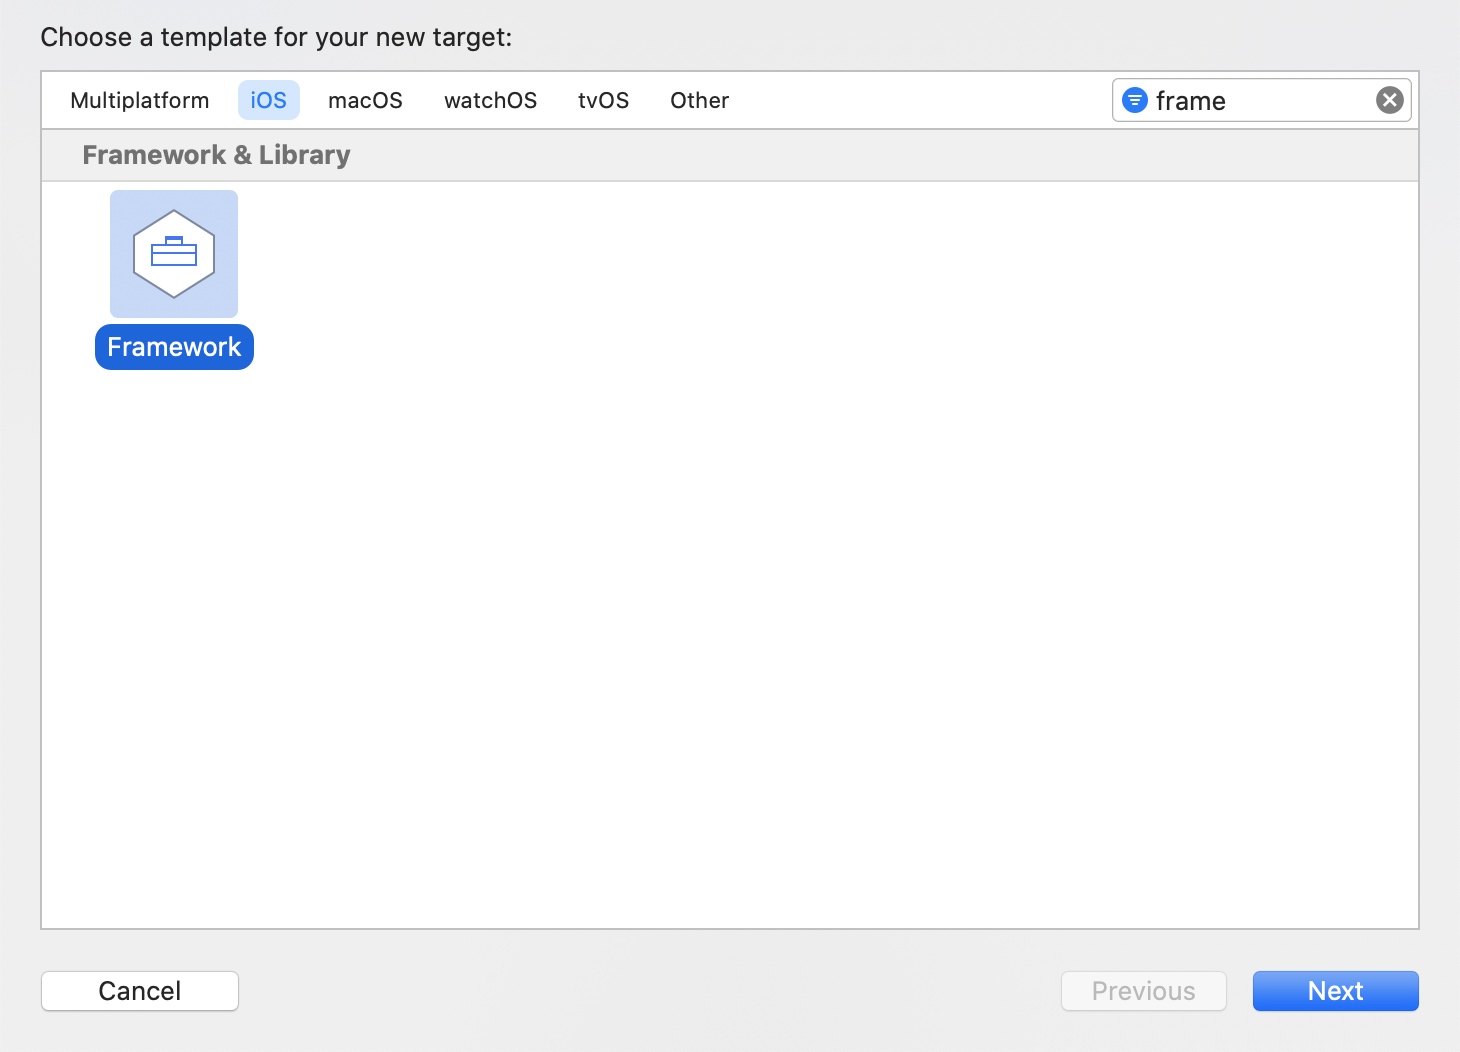 Choose a template for your new target:
Multiplatform iOS macOS watchOS tvOS Other frame
Framework & Library
Framework
Cancel Previous Next